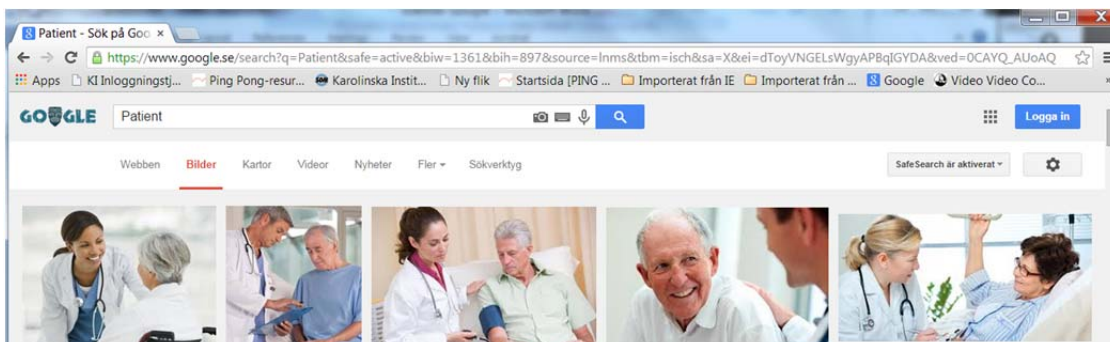 Patient - Sök på Goo
https://www.google.se/search?q=Patient&safe=active&biw=1361&bih=897&source=lnms&tbm=isch&sa=X&ei=dToyVNGELsWgyAPBqIGYDA&ved=0CAYQ_AUoAQ
Apps KI Inloggningstj... Ping Pong-resur... Karolinska Instit... Ny flik Startsida [PING ... Importerat från IE Importerat från ... Google Video Video Co...
GOOGLE Patient Logga in
Webben Bilder Kartor Videor Nyheter Fler Sökverktyg SafeSearch är aktiverat